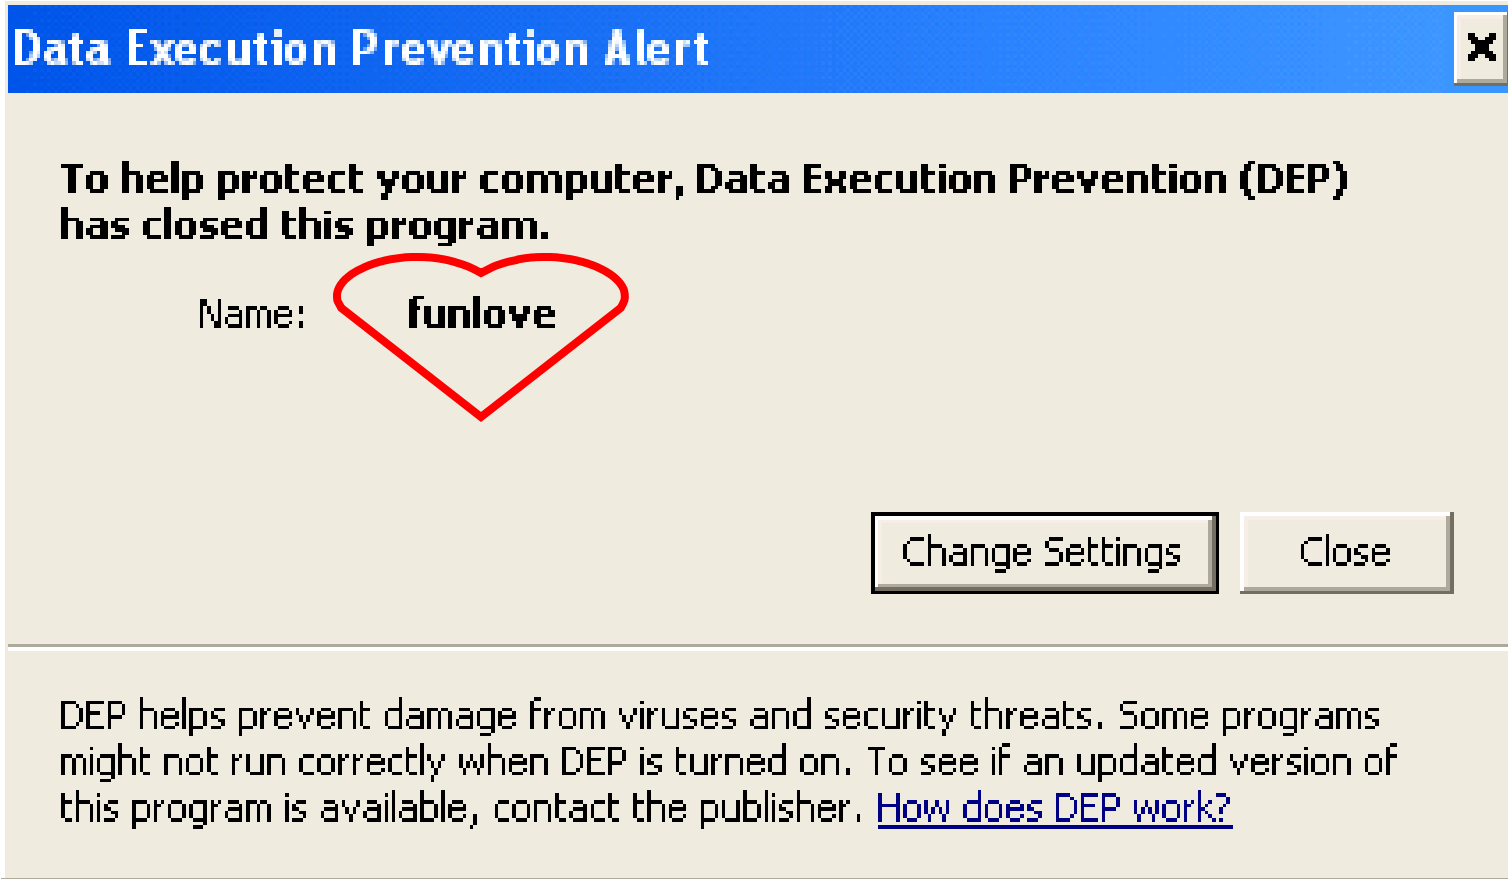 Data Execution Prevention Alert
To help protect your computer, Data Execution Prevention (DEP)
has closed this program.
Name: funlove
Change Settings Close
DEP helps prevent damage from viruses and security threats. Some programs
might not run correctly when DEP is turned on. To see if an updated version of
this program is available, contact the publisher. How does DEP work?